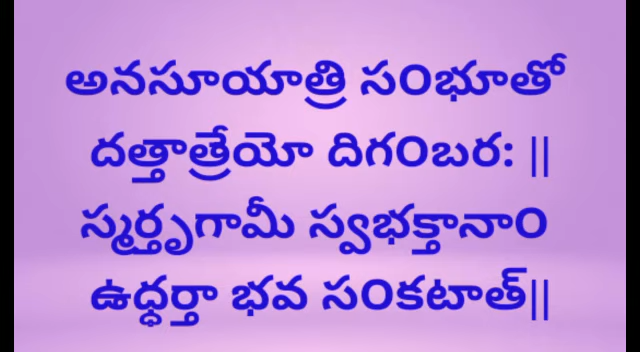 అనసూయాత్రి సంభూతో
దత్తాత్రేయో దిగంబరః ||
స్మర్తృగామీ స్వభక్తానాం
ఉద్ధర్తా భవ సంకటాత్||